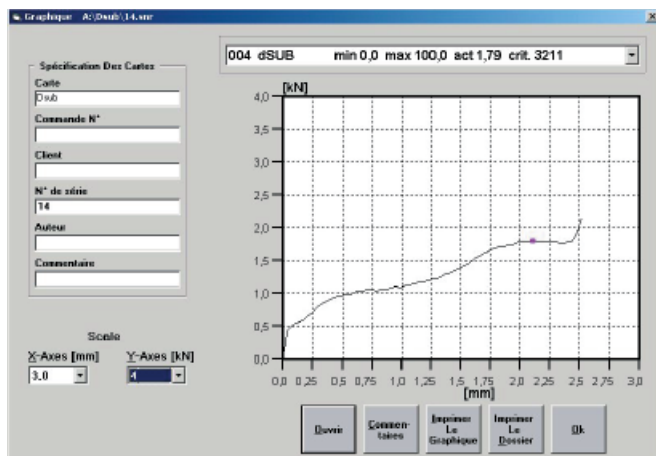 Graphique A:\Dsub\14.snr
004 dSUB min 0,0 max 100,0 act 1,79 crit. 3211
Spécification Des Cartes
Carte
Dsub
Commande N°
Client
N° de série
14
Auteur
Commentaire
Scale
X-Axes [mm]
Y-Axes [kN]
3.0
4
[kN]
4,0
3,5
3,0
2,5
2,0
1,5
1,0
0,5
0,0
0,0 0,25 0,5 0,75 1,0 1,25 1,5 1,75 2,0 2,25 2,5 2,75 3,0
[mm]
Ouvrir
Commen-
taires
Imprimer
Le
Graphique
Imprimer
Le
Dossier
Ok